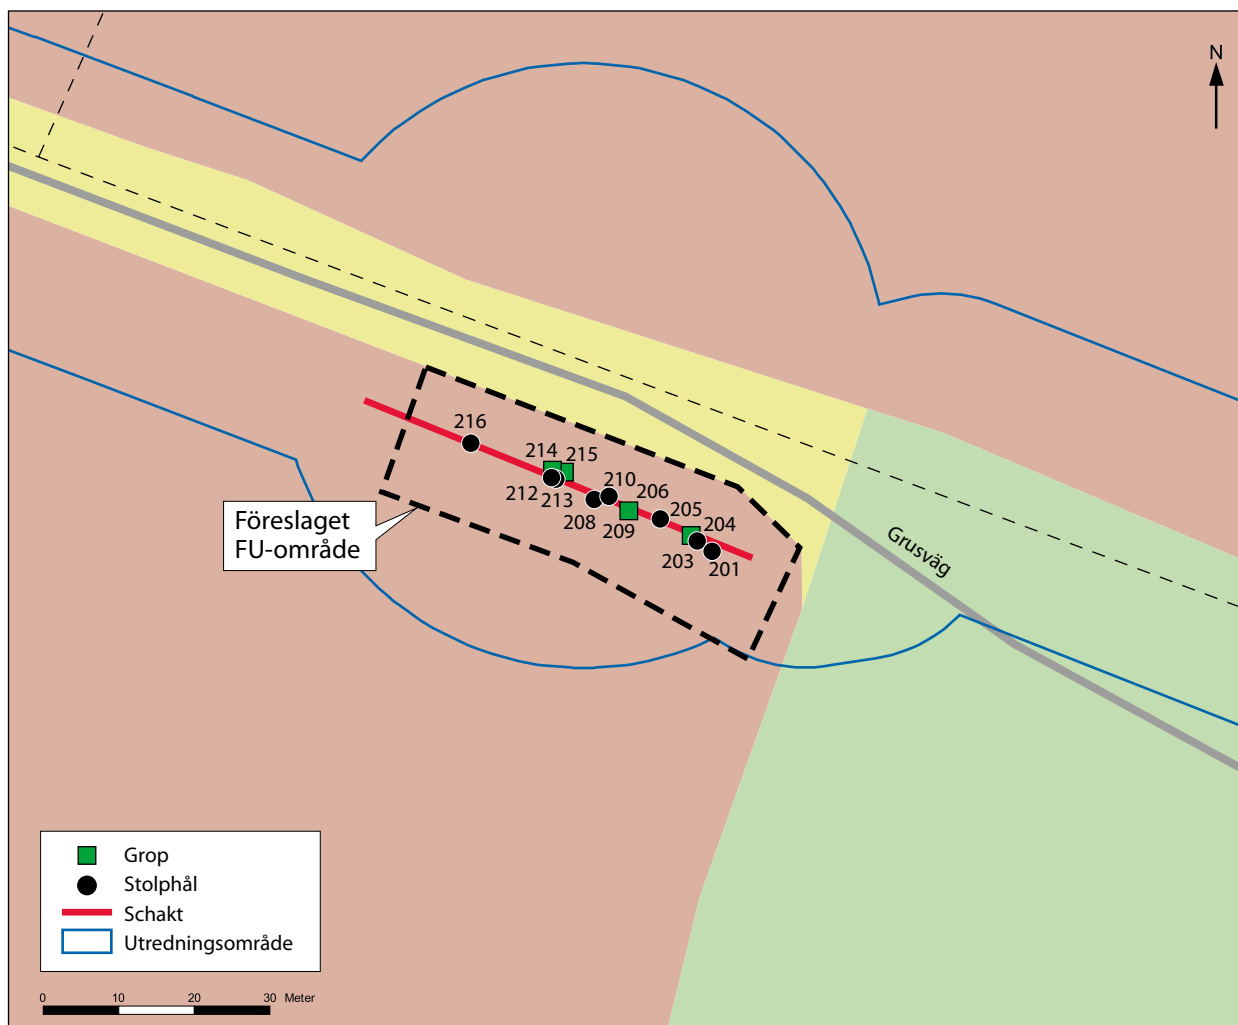 N
216
214
215
212
213
210
208
206
209
205
204
203
201
Föreslaget
FU-område
Grusväg
Grop
Stolphål
Schakt
Utredningsområde
0 10 20 30 Meter